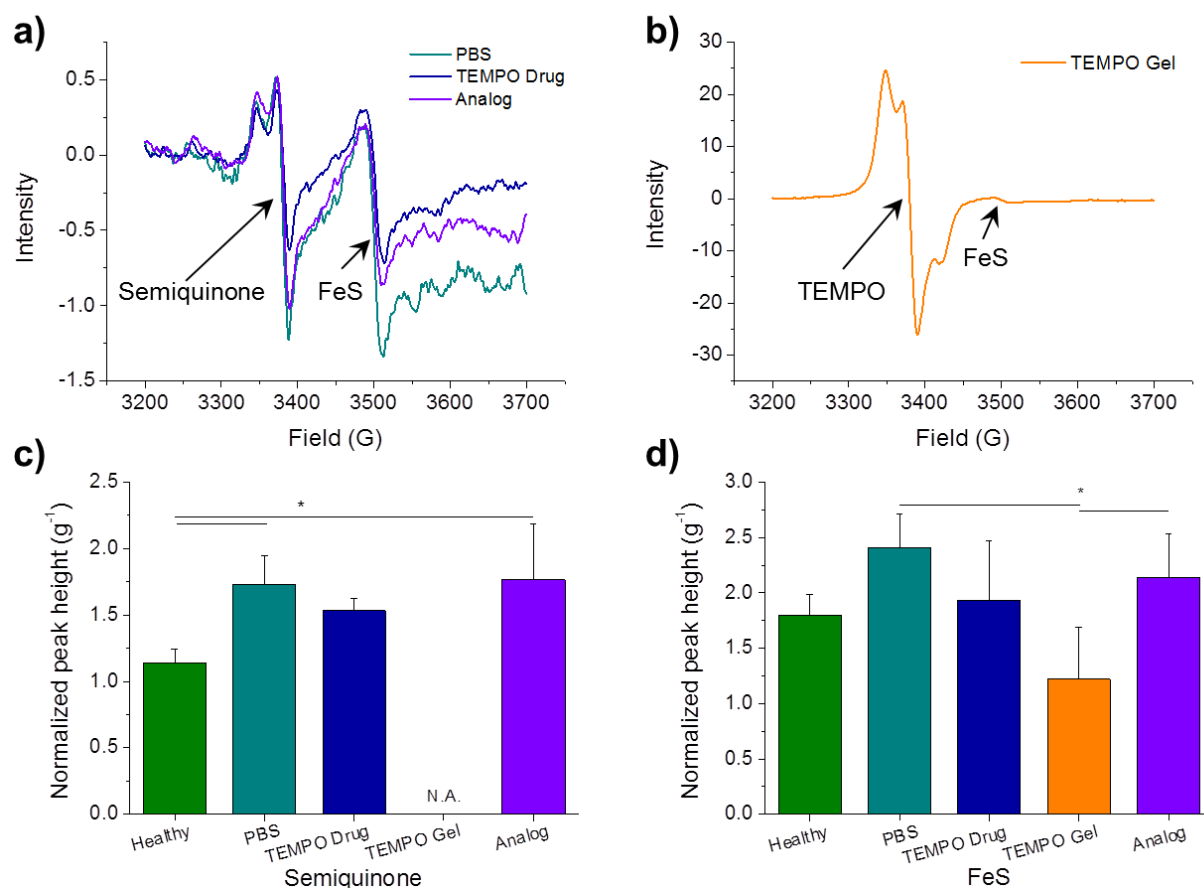 a)
PBS
TEMPO Drug
Analog
0.5
0.0
-0.5
-1.0
-1.5
Intensity
Semiquinone
FeS
3200 3300 3400 3500 3600 3700
Field (G)
b)
TEMPO Gel
30
20
10
0
-10
-20
-30
Intensity
TEMPO
FeS
3200 3300 3400 3500 3600 3700
Field (G)
c)
2.5
2.0
1.5
1.0
0.5
0.0
Normalized peak height (g⁻¹)
*
N.A.
Healthy PBS TEMPO Drug TEMPO Gel Analog
Semiquinone
d)
3.0
2.5
2.0
1.5
1.0
0.5
0.0
Normalized peak height (g⁻¹)
*
Healthy PBS TEMPO Drug TEMPO Gel Analog
FeS